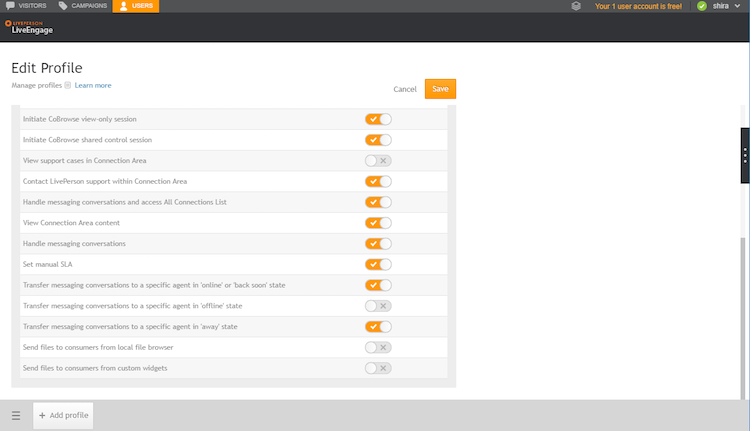 VISITORS CAMPAIGNS USERS Your 1 user account is free! shira
LIVEPERSON
LiveEngage
Edit Profile
Manage profiles Learn more
Cancel Save
Initiate CoBrowse view-only session
Initiate CoBrowse shared control session
View support cases in Connection Area
Contact LivePerson support within Connection Area
Handle messaging conversations and access All Connections List
View Connection Area content
Handle messaging conversations
Set manual SLA
Transfer messaging conversations to a specific agent in 'online' or 'back soon' state
Transfer messaging conversations to a specific agent in 'offline' state
Transfer messaging conversations to a specific agent in 'away' state
Send files to consumers from local file browser
Send files to consumers from custom widgets
+ Add profile